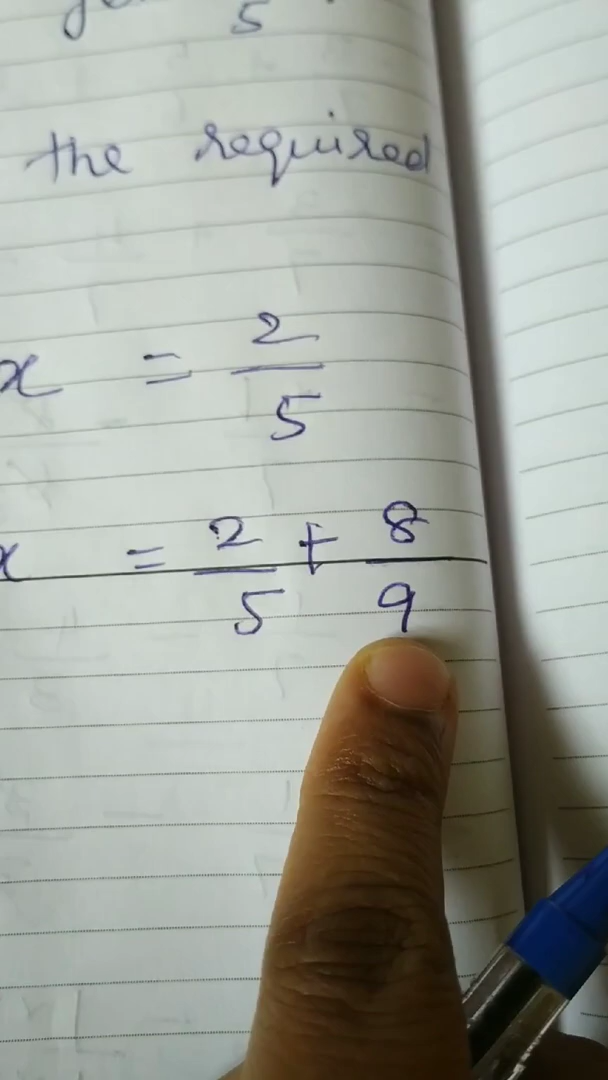 5
the required
x = 2/5
x = 2/5 + 8/9